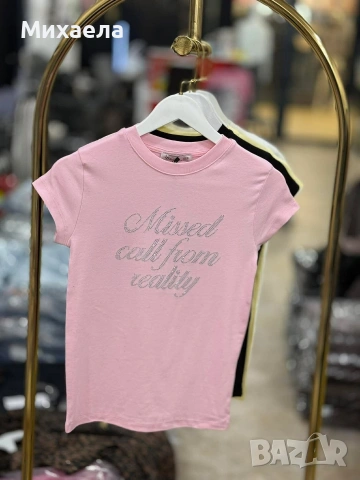 Михаела
Missed
call from
reality
BAZAR